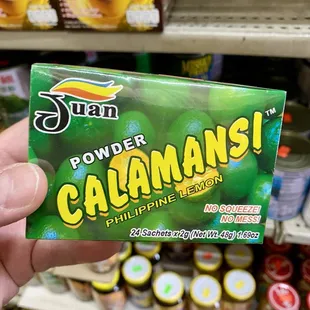 Juan
POWDER
CALAMANSI™
PHILIPPINE LEMON
NO SQUEEZE!
NO MESS!
24 Sachets x 2g (Net Wt. 48g) 1.69oz